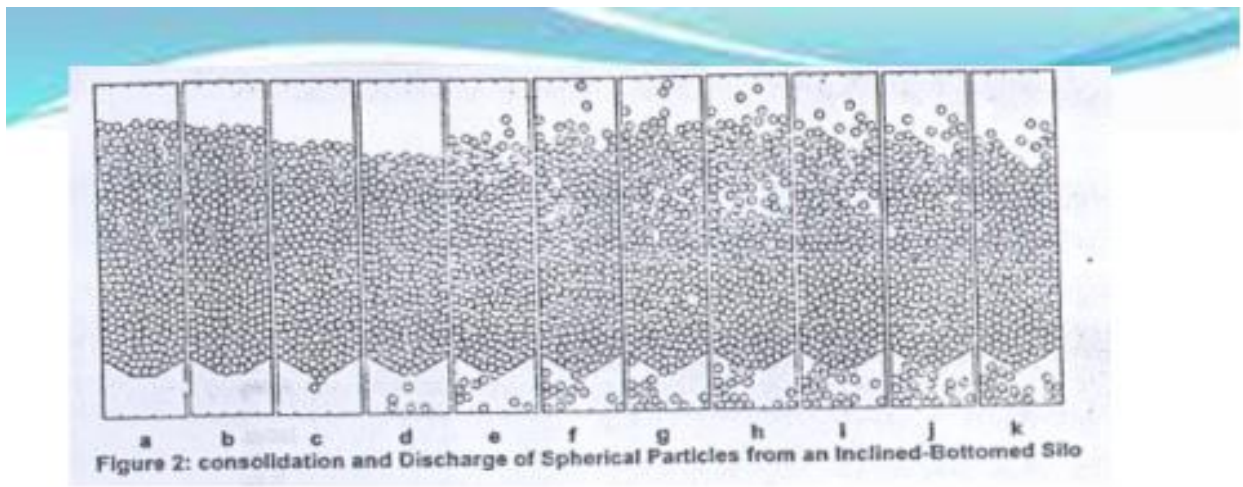 a b c d e f g h i j k
Figure 2: consolidation and Discharge of Spherical Particles from an Inclined-Bottomed Silo